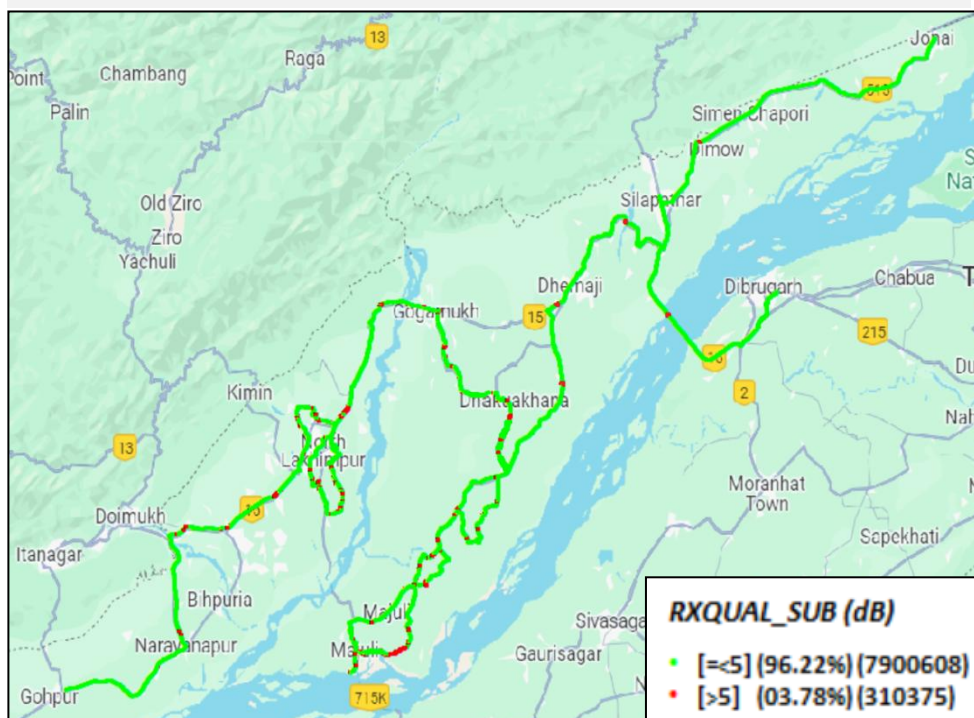 13
Jonai
Raga
Point
Chambang
513
Palin
Simen Chapori
Dimow
Old Ziro
Silapathar
Ziro
Yachuli
Dibrugarh
Chabua
T
Dhemaji
Gogamukh
15
215
15
Kimin
Dhakuakhana
2
North
Lakhimpur
13
Moranhat
Town
Doimukh
15
Itanagar
Sapekhati
Bihpuria
Majuli
Sivasaga
Narayanpur
Majuli
Gaurisagar
Gohpur
715K
RXQUAL_SUB (dB)
[=<5] (96.22%) (7900608)
[>5] (03.78%) (310375)